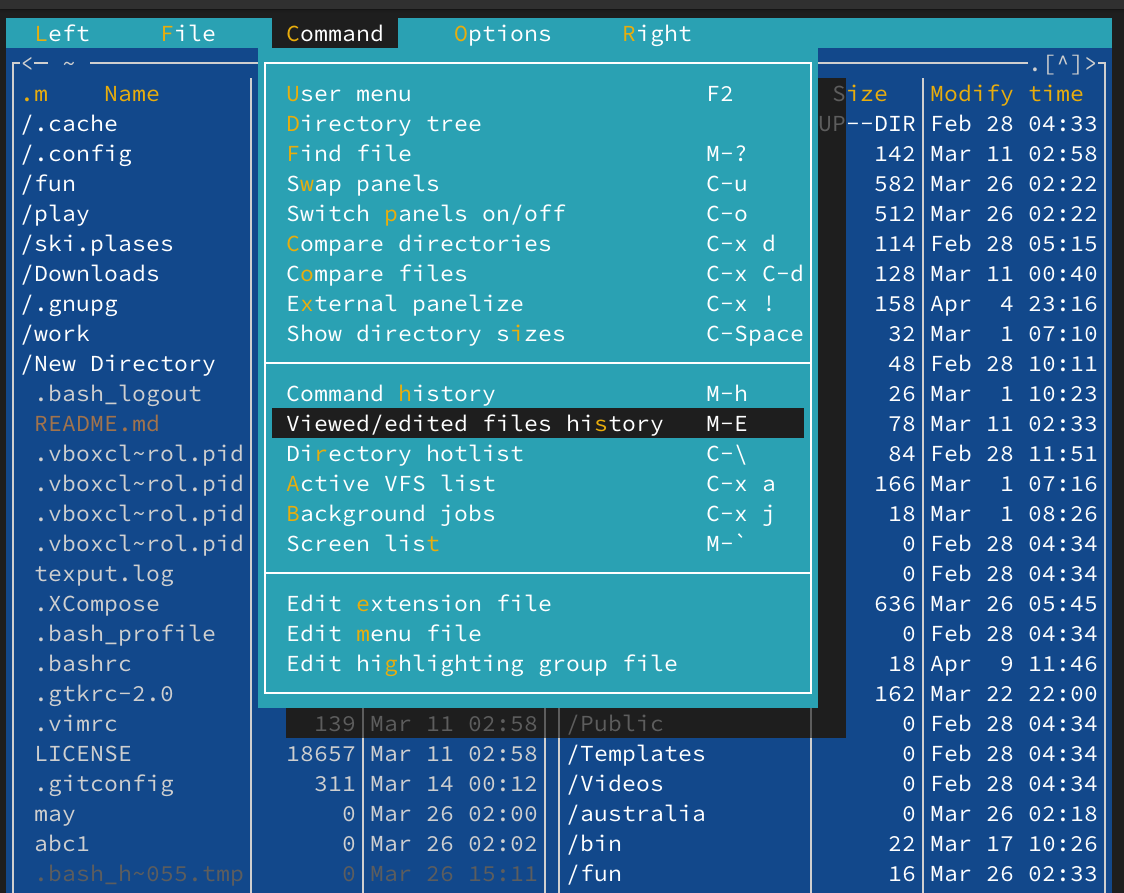 Left File Command Options Right
<─ ~ .[^]>
.m Name Size Modify time
User menu F2
/.cache Directory tree UP--DIR Feb 28 04:33
/.config Find file M-? 142 Mar 11 02:58
/fun Swap panels C-u 582 Mar 26 02:22
/play Switch panels on/off C-o 512 Mar 26 02:22
/ski.plases Compare directories C-x d 114 Feb 28 05:15
/Downloads Compare files C-x C-d 128 Mar 11 00:40
/.gnupg External panelize C-x ! 158 Apr 4 23:16
/work Show directory sizes C-Space 32 Mar 1 07:10
/New Directory 48 Feb 28 10:11
.bash_logout Command history M-h 26 Mar 1 10:23
README.md Viewed/edited files history M-E 78 Mar 11 02:33
.vboxcl~rol.pid Directory hotlist C-\ 84 Feb 28 11:51
.vboxcl~rol.pid Active VFS list C-x a 166 Mar 1 07:16
.vboxcl~rol.pid Background jobs C-x j 18 Mar 1 08:26
.vboxcl~rol.pid Screen list M-` 0 Feb 28 04:34
texput.log 0 Feb 28 04:34
.XCompose Edit extension file 636 Mar 26 05:45
.bash_profile Edit menu file 0 Feb 28 04:34
.bashrc Edit highlighting group file 18 Apr 9 11:46
.gtkrc-2.0 162 Mar 22 22:00
.vimrc 139 Mar 11 02:58 /Public 0 Feb 28 04:34
LICENSE 18657 Mar 11 02:58 /Templates 0 Feb 28 04:34
.gitconfig 311 Mar 14 00:12 /Videos 0 Feb 28 04:34
may 0 Mar 26 02:00 /australia 0 Mar 26 02:18
abc1 0 Mar 26 02:02 /bin 22 Mar 17 10:26
.bash_h~055.tmp 0 Mar 26 15:11 /fun 16 Mar 26 02:33